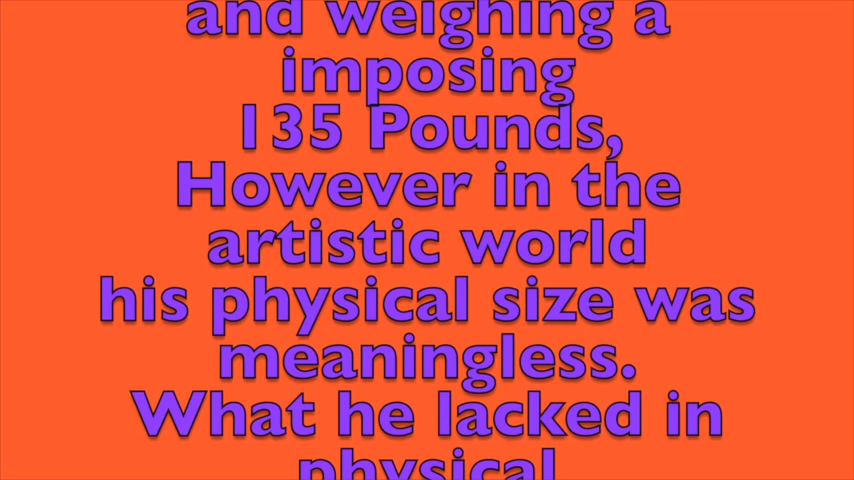 and weighing a
imposing
135 Pounds,
However in the
artistic world
his physical size was
meaningless.
What he lacked in
physical